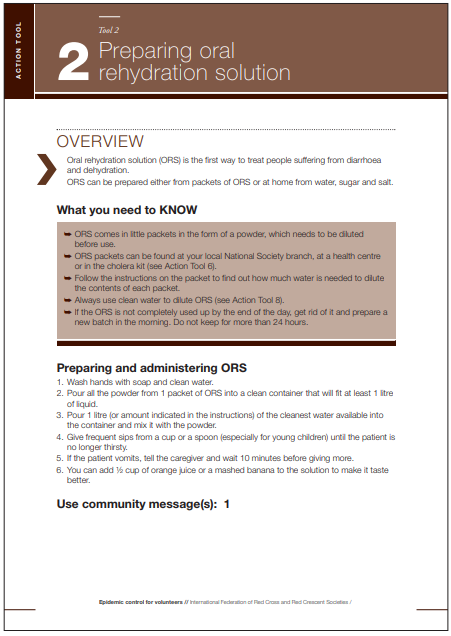 ACTION TOOL
Tool 2
2 Preparing oral
rehydration solution
OVERVIEW
Oral rehydration solution (ORS) is the first way to treat people suffering from diarrhoea
and dehydration.
ORS can be prepared either from packets of ORS or at home from water, sugar and salt.
What you need to KNOW
➥ ORS comes in little packets in the form of a powder, which needs to be diluted
before use.
➥ ORS packets can be found at your local National Society branch, at a health centre
or in the cholera kit (see Action Tool 6).
➥ Follow the instructions on the packet to find out how much water is needed to dilute
the contents of each packet.
➥ Always use clean water to dilute ORS (see Action Tool 8).
➥ If the ORS is not completely used up by the end of the day, get rid of it and prepare a
new batch in the morning. Do not keep for more than 24 hours.
Preparing and administering ORS
1. Wash hands with soap and clean water.
2. Pour all the powder from 1 packet of ORS into a clean container that will fit at least 1 litre
of liquid.
3. Pour 1 litre (or amount indicated in the instructions) of the cleanest water available into
the container and mix it with the powder.
4. Give frequent sips from a cup or a spoon (especially for young children) until the patient is
no longer thirsty.
5. If the patient vomits, tell the caregiver and wait 10 minutes before giving more.
6. You can add ½ cup of orange juice or a mashed banana to the solution to make it taste
better.
Use community message(s): 1
Epidemic control for volunteers // International Federation of Red Cross and Red Crescent Societies /